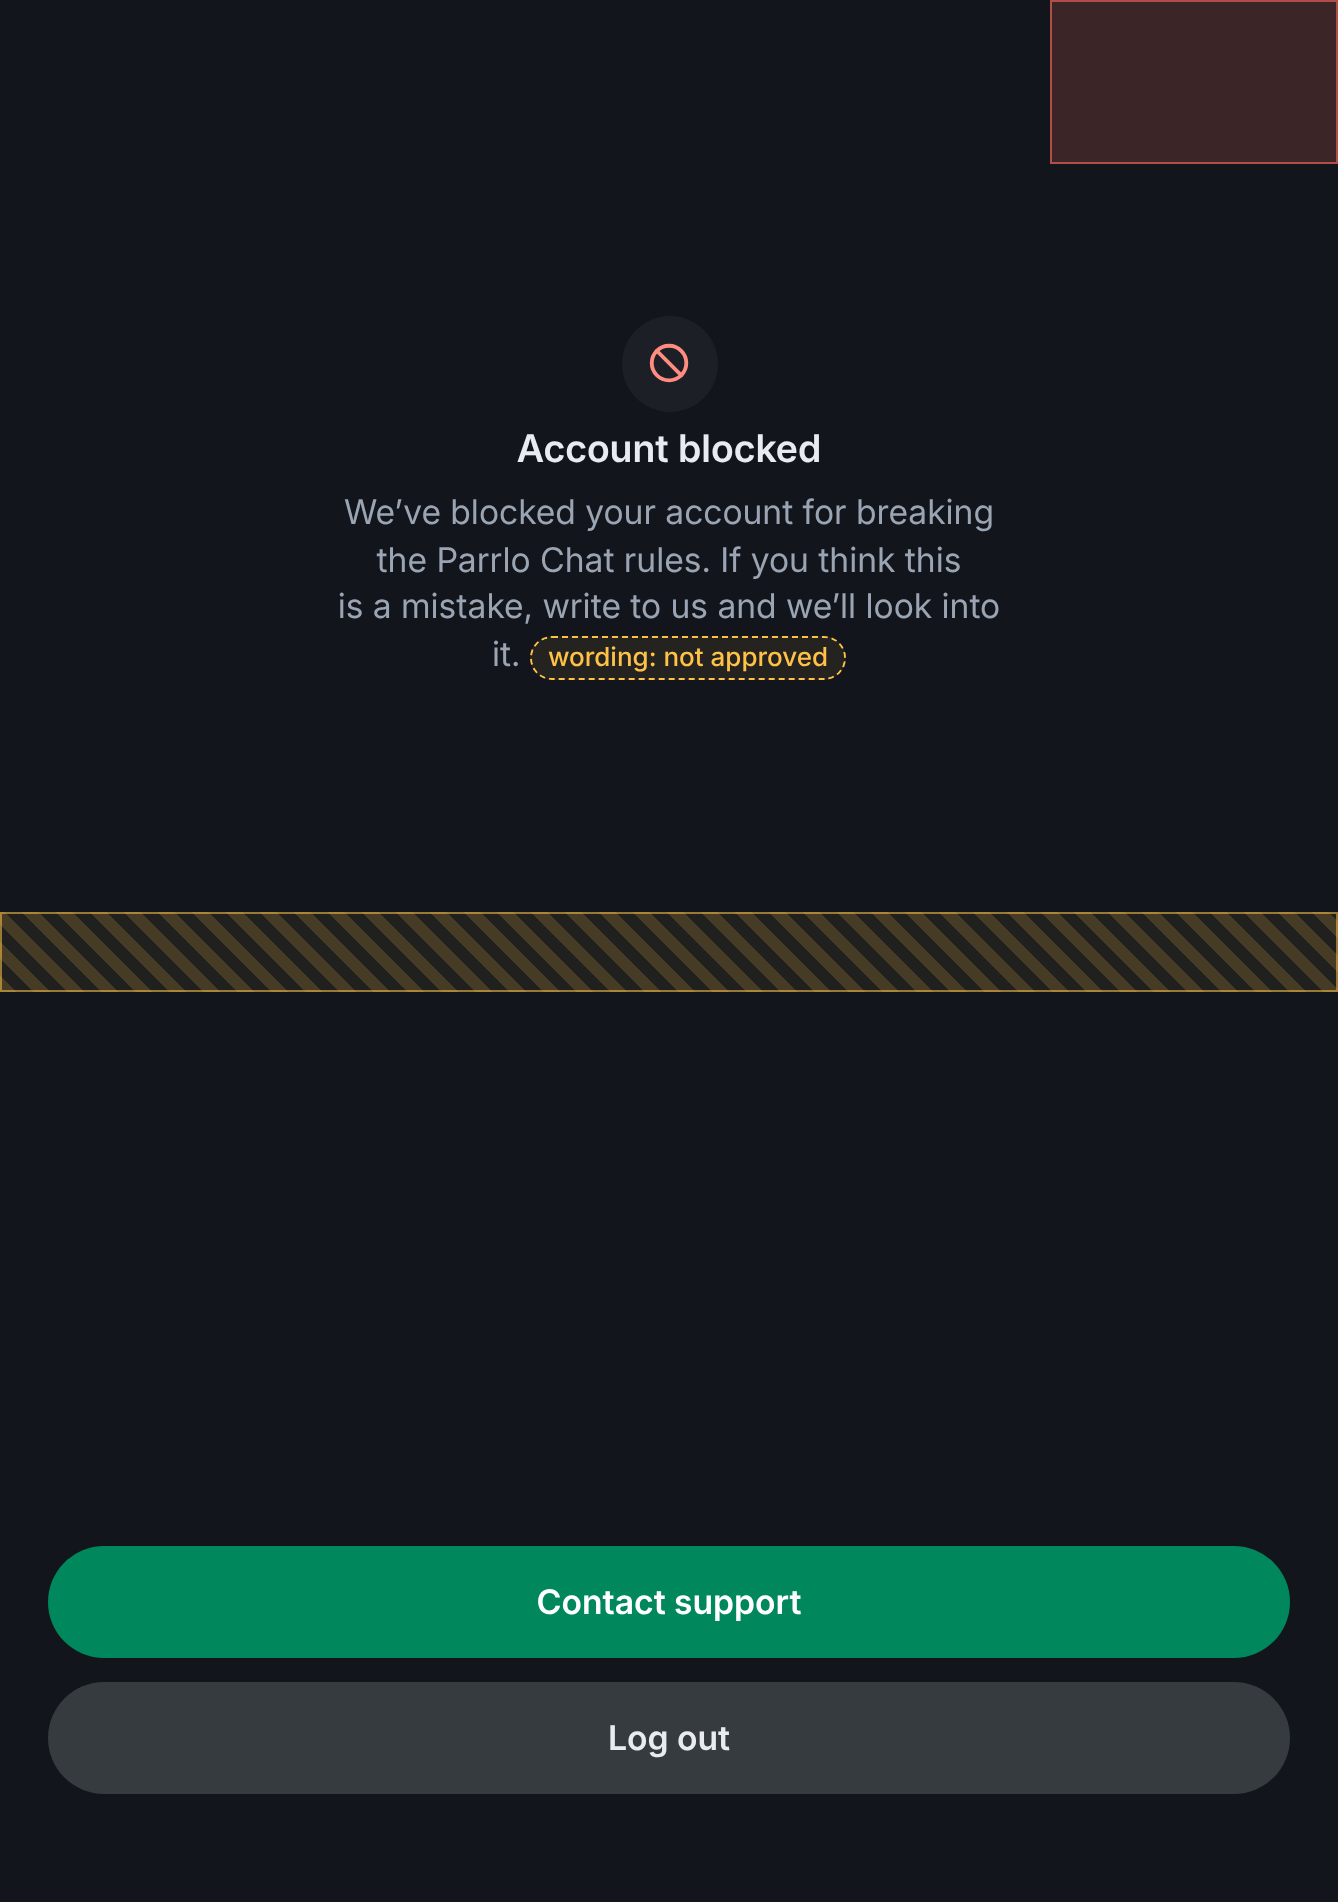 Account blocked
We’ve blocked your account for breaking
the Parrlo Chat rules. If you think this
is a mistake, write to us and we’ll look into
it. wording: not approved
Contact support
Log out